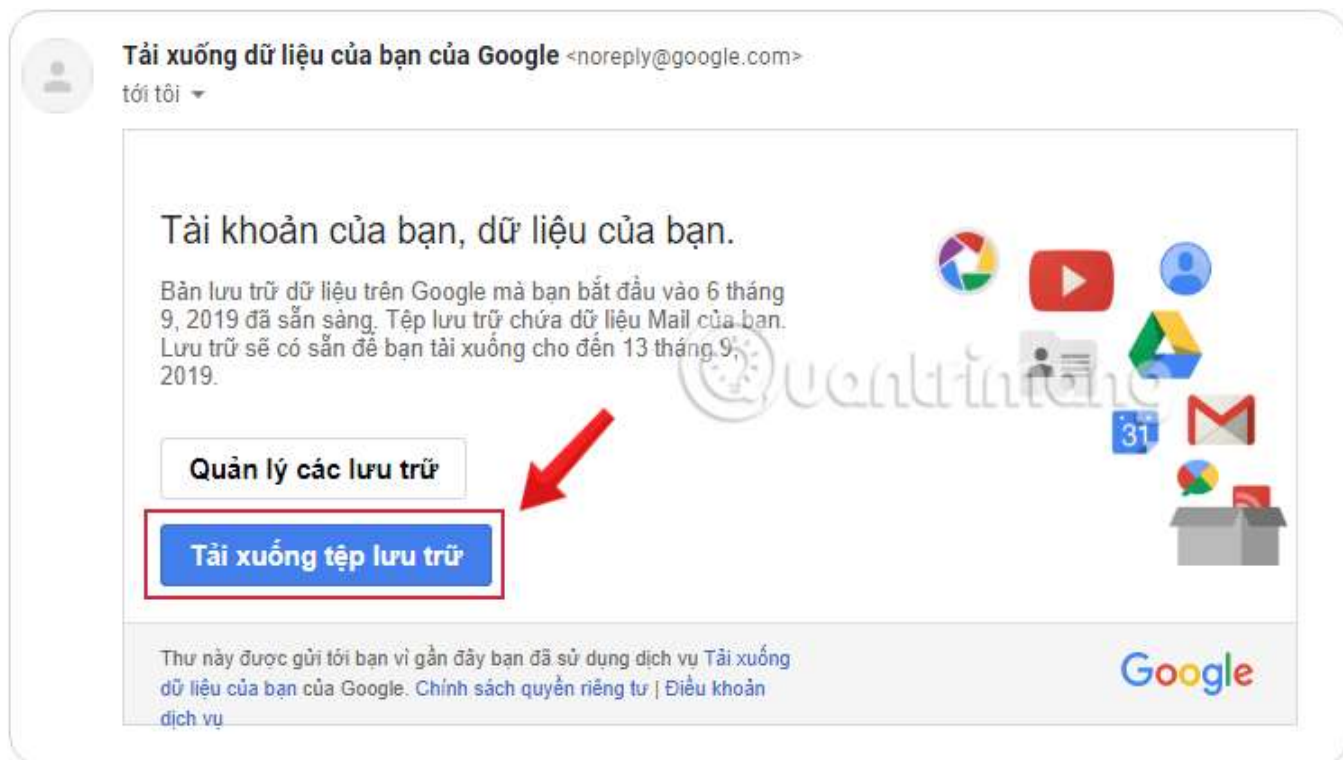 Tải xuống dữ liệu của bạn của Google <noreply@google.com>
tới tôi
Tài khoản của bạn, dữ liệu của bạn.
Bản lưu trữ dữ liệu trên Google mà bạn bắt đầu vào 6 tháng
9, 2019 đã sẵn sàng. Tệp lưu trữ chứa dữ liệu Mail của bạn.
Lưu trữ sẽ có sẵn để bạn tải xuống cho đến 13 tháng 9,
2019.
Quantrimang
31
Quản lý các lưu trữ
Tải xuống tệp lưu trữ
Thư này được gửi tới bạn vì gần đây bạn đã sử dụng dịch vụ Tải xuống
dữ liệu của bạn của Google. Chính sách quyền riêng tư | Điều khoản
dịch vụ
Google